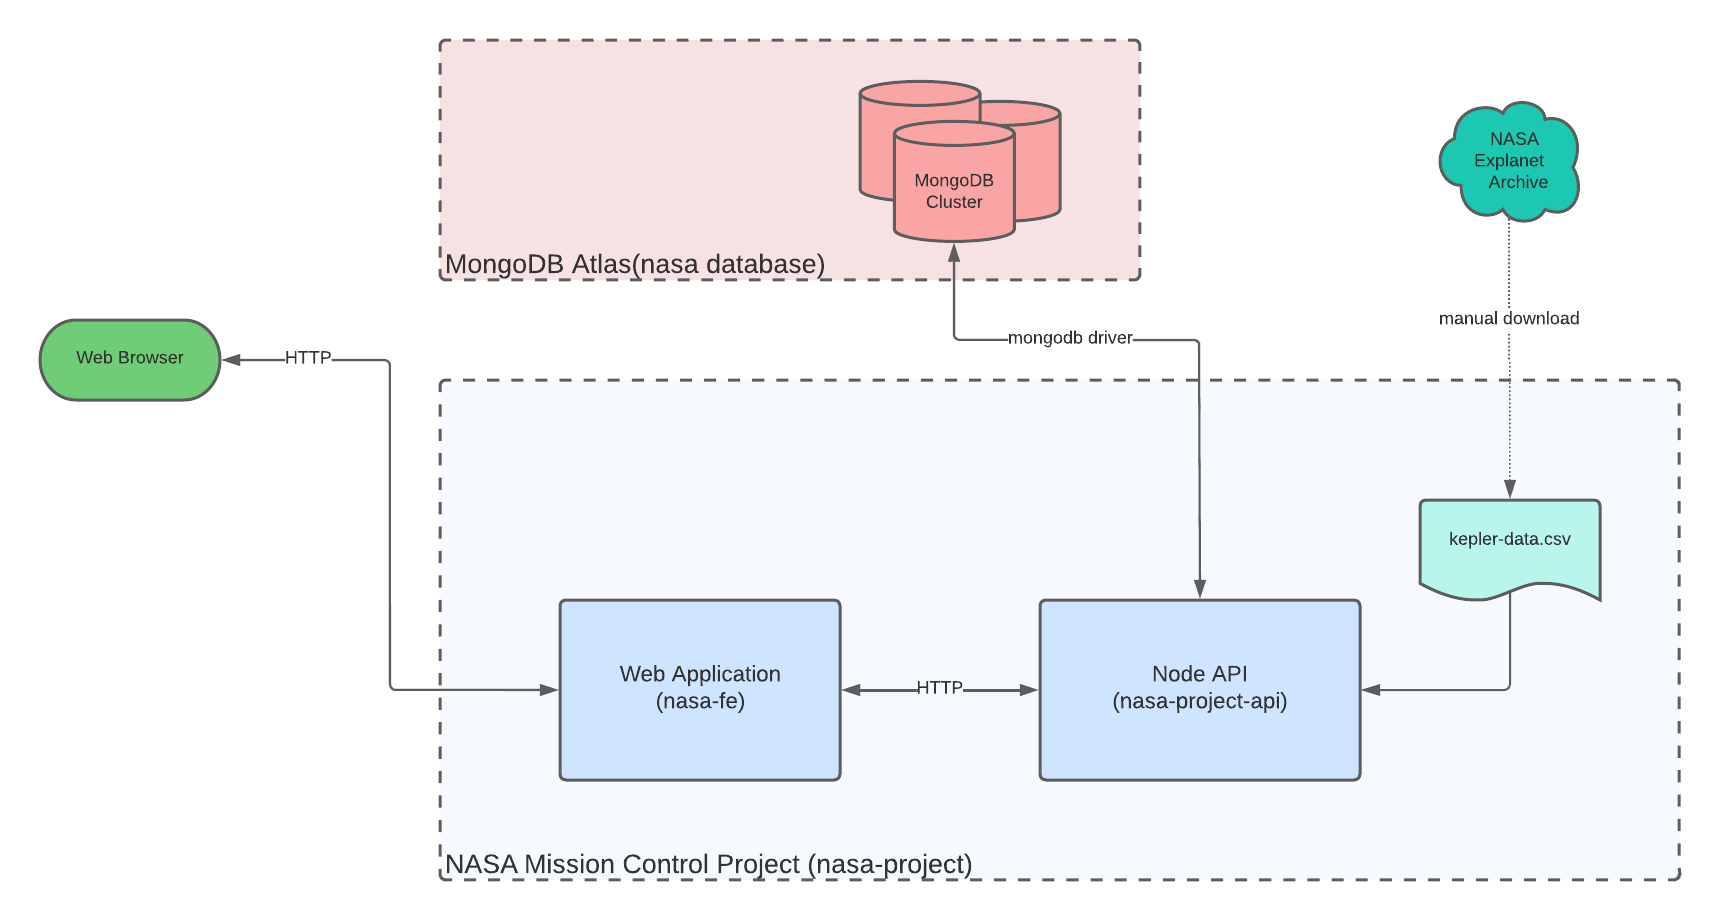 NASA
Explanet
Archive
MongoDB
Cluster
MongoDB Atlas(nasa database)
manual download
mongodb driver
Web Browser
HTTP
kepler-data.csv
Web Application
(nasa-fe)
HTTP
Node API
(nasa-project-api)
NASA Mission Control Project (nasa-project)